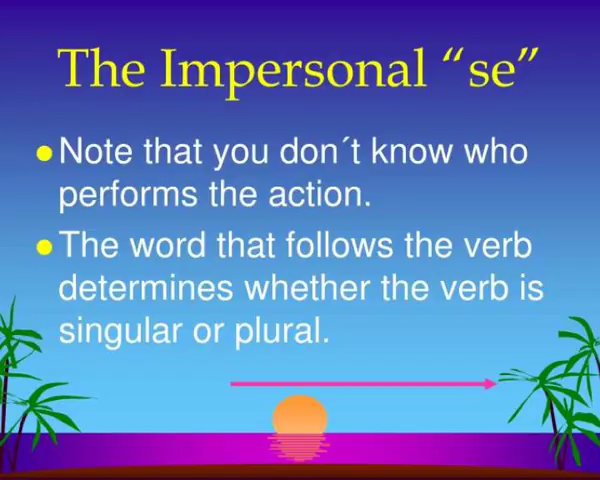 The Impersonal “se”
Note that you don´t know who
performs the action.
The word that follows the verb
determines whether the verb is
singular or plural.